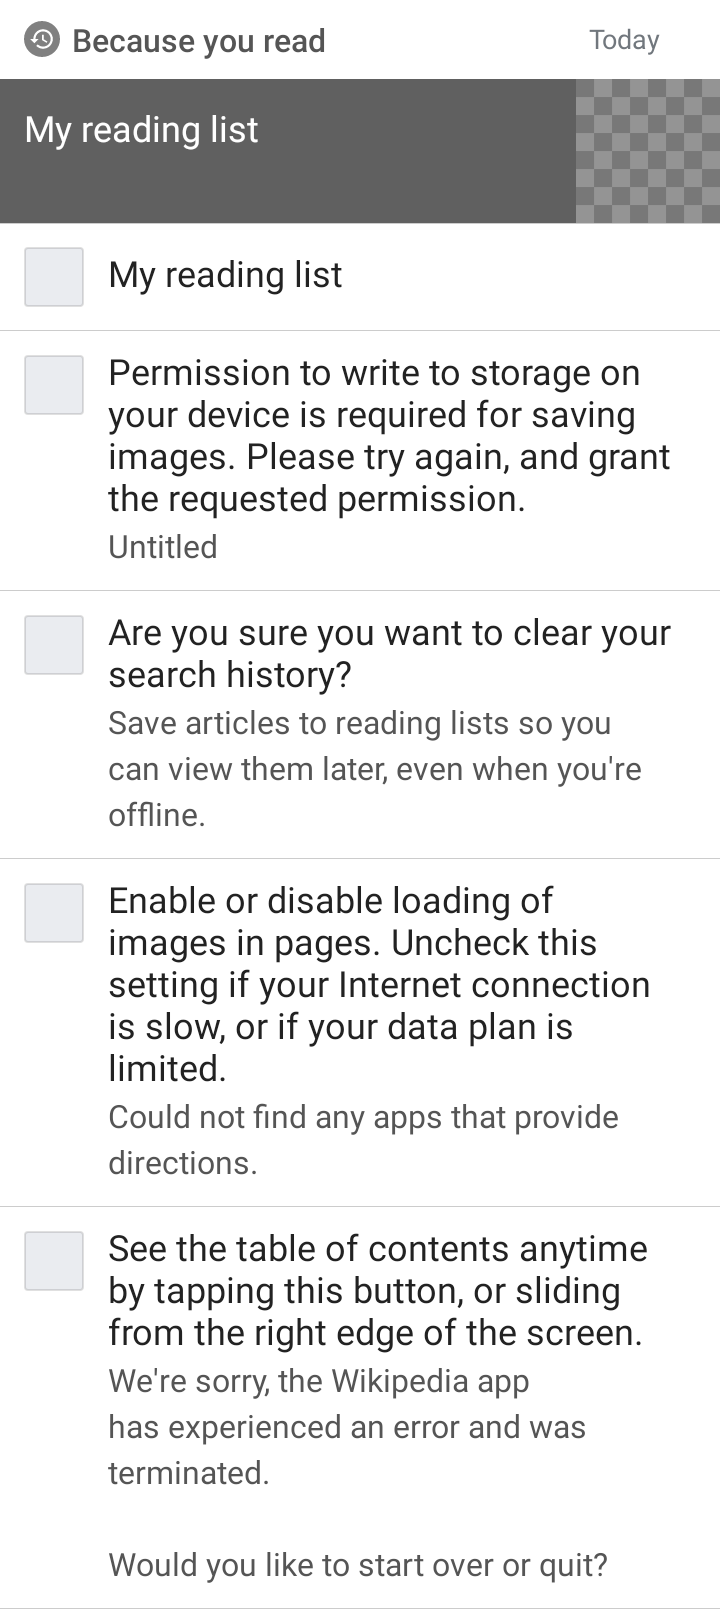 Because you read
Today
My reading list
My reading list
Permission to write to storage on
your device is required for saving
images. Please try again, and grant
the requested permission.
Untitled
Are you sure you want to clear your
search history?
Save articles to reading lists so you
can view them later, even when you're
offline.
Enable or disable loading of
images in pages. Uncheck this
setting if your Internet connection
is slow, or if your data plan is
limited.
Could not find any apps that provide
directions.
See the table of contents anytime
by tapping this button, or sliding
from the right edge of the screen.
We're sorry, the Wikipedia app
has experienced an error and was
terminated.
Would you like to start over or quit?